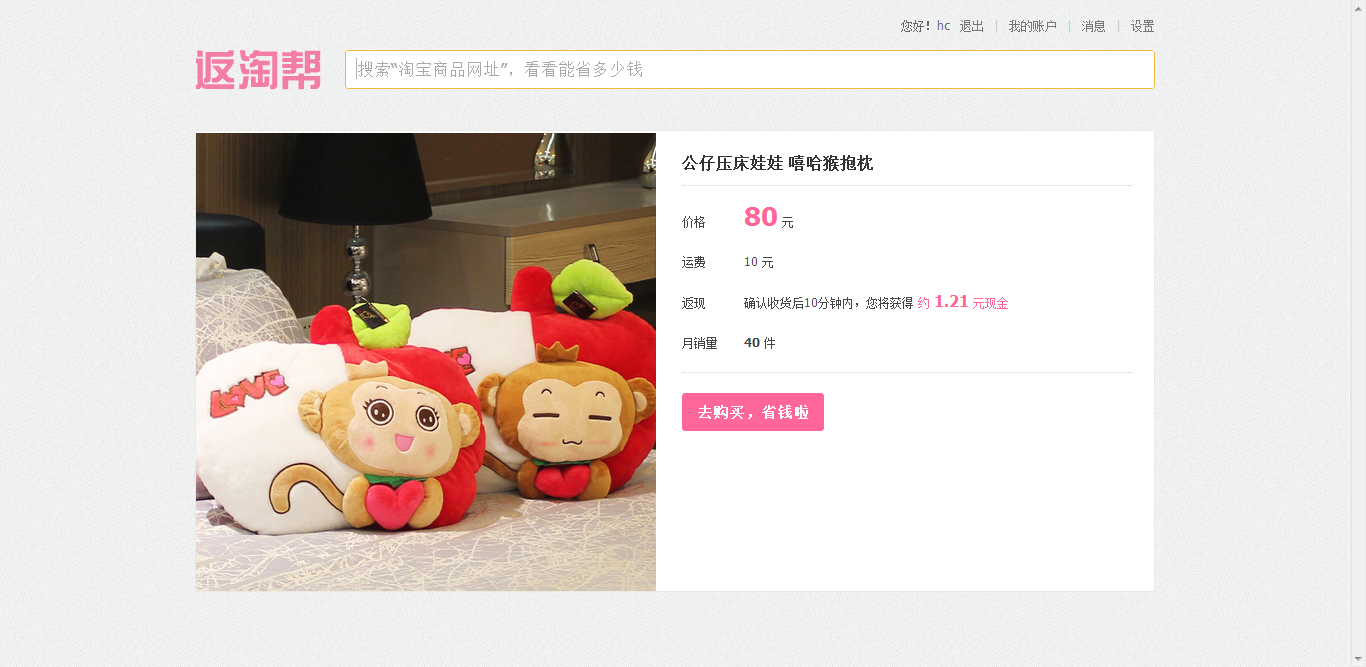 您好! hc 退出 | 我的账户 | 消息 | 设置
返淘帮
搜索“淘宝商品网址”，看看能省多少钱
公仔压床娃娃 嘻哈猴抱枕
价格 80 元
运费 10 元
返现 确认收货后10分钟内，您将获得 约 1.21 元现金
月销量 40 件
去购买，省钱啦
LOVE